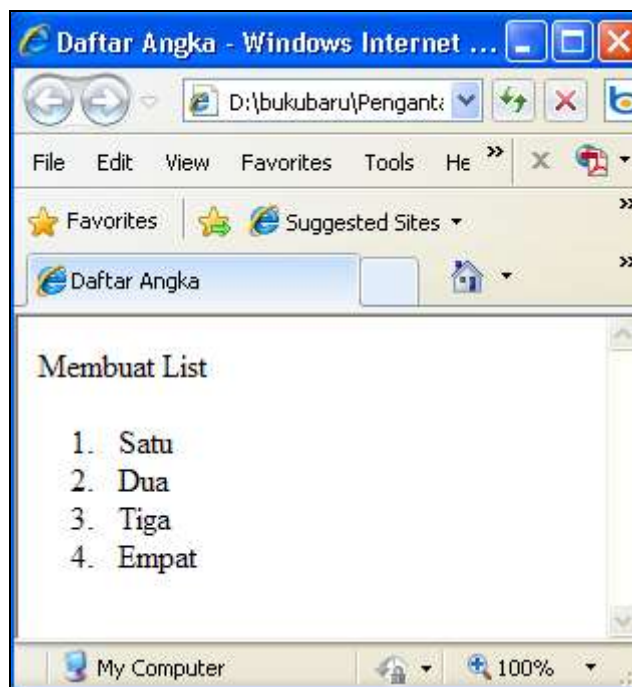 Daftar Angka - Windows Internet ...
D:\bukubaru\Penganta
File Edit View Favorites Tools He »
Favorites Suggested Sites »
Daftar Angka »
Membuat List
1. Satu
2. Dua
3. Tiga
4. Empat
My Computer 100%